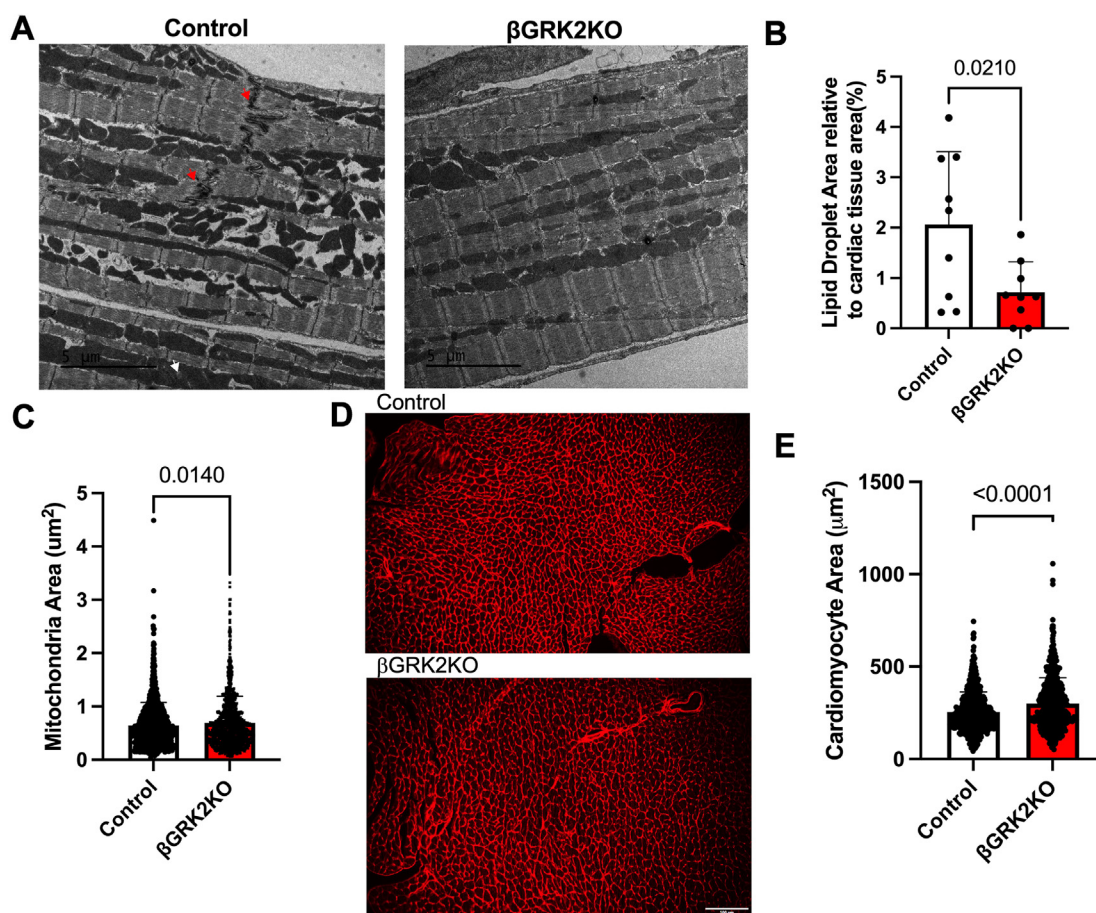 A
Control
βGRK2KO
5 μm
5 μm
B
Lipid Droplet Area relative
to cardiac tissue area(%)
5
4
3
2
1
0
0.0210
Control
βGRK2KO
C
Mitochondria Area (um²)
5
4
3
2
1
0
0.0140
Control
βGRK2KO
D
Control
βGRK2KO
E
Cardiomyocyte Area (μm²)
1500
1000
500
0
<0.0001
Control
βGRK2KO